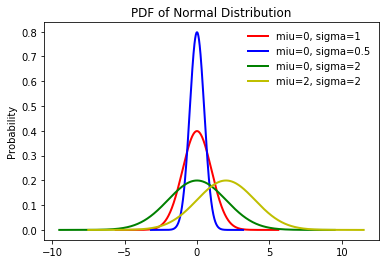 PDF of Normal Distribution
miu=0, sigma=1
miu=0, sigma=0.5
miu=0, sigma=2
miu=2, sigma=2
Probability
0.8
0.7
0.6
0.5
0.4
0.3
0.2
0.1
0.0
−10 −5 0 5 10